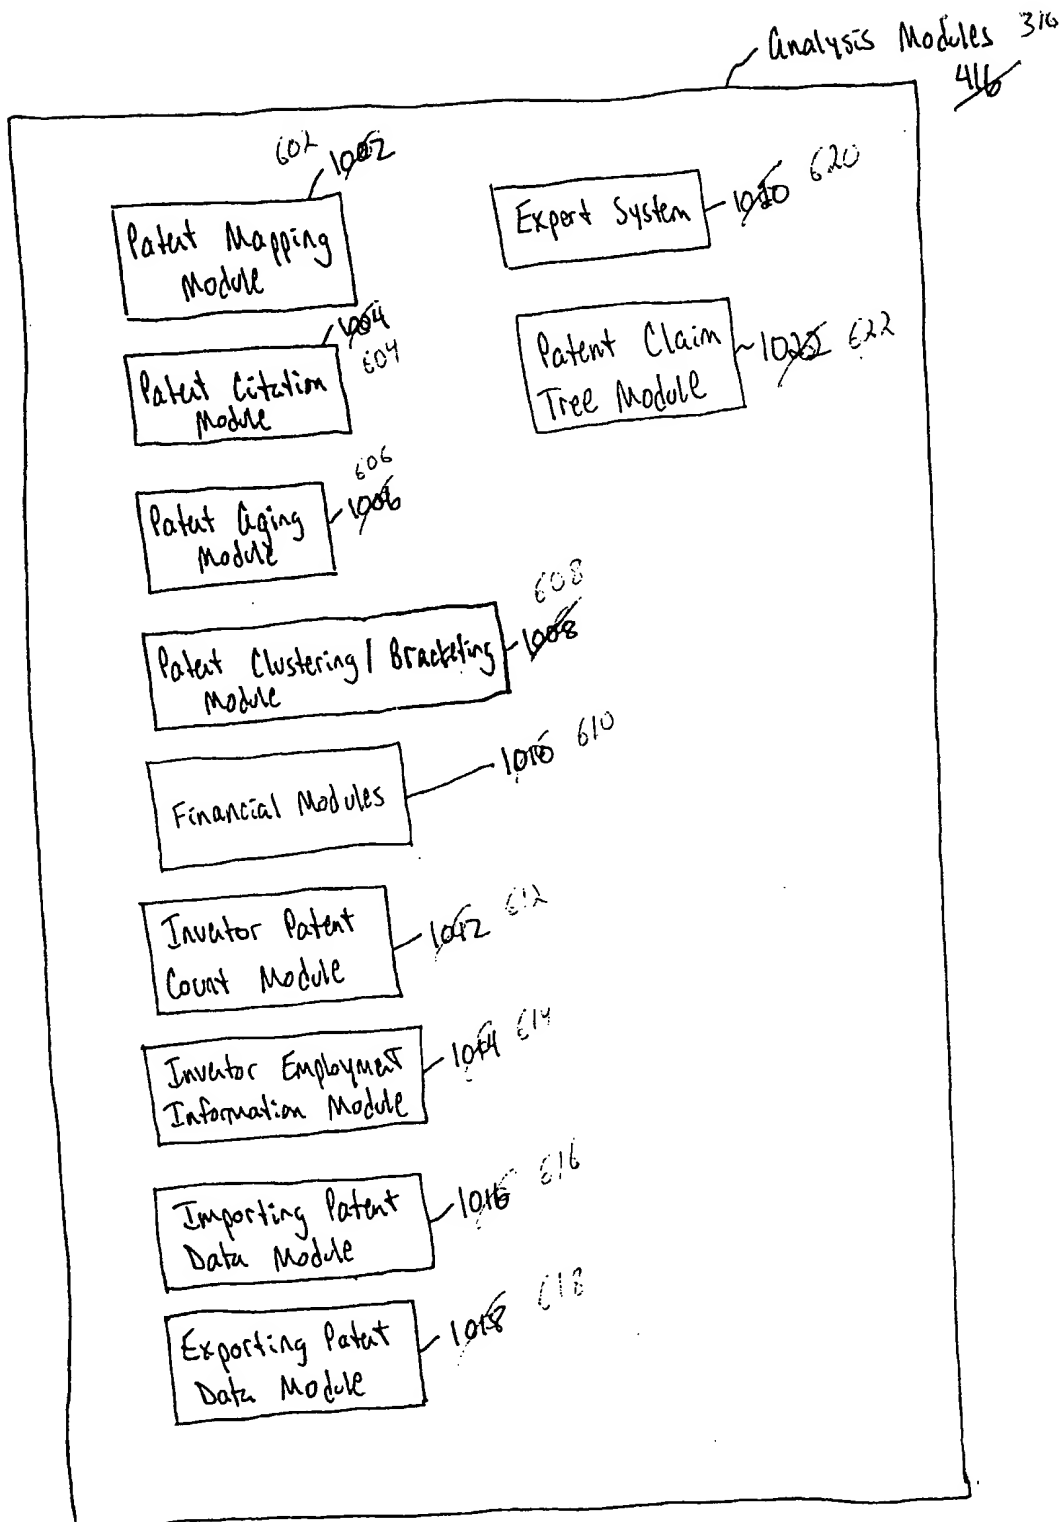 Analysis Modules 316
416
602 1002
Patent Mapping
Module
1004
604
Patent Citation
Module
606
1006
Patent Aging
Module
608
1008
Patent Clustering / Bracketing
Module
Financial Modules
1010 610
Inventor Patent
Count Module
1012 612
Inventor Employment
Information Module
1014 614
Importing Patent
Data Module
1016 616
Exporting Patent
Data Module
1018 618
Expert System
1020 620
Patent Claim
Tree Module
1022 622